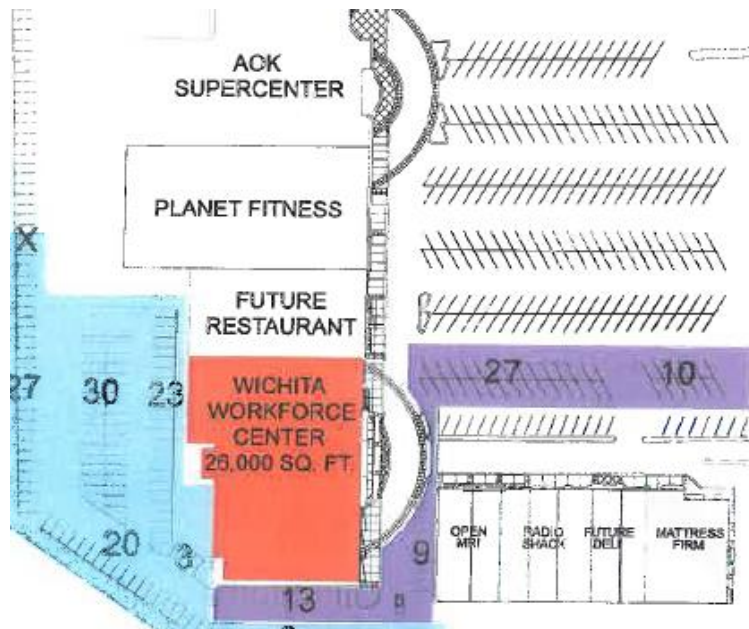 AOK
SUPERCENTER
PLANET FITNESS
X
FUTURE
RESTAURANT
27
30
23
WICHITA
WORKFORCE
CENTER
26,000 SQ. FT.
27
10
20
3
13
9
OPEN
MRI
RADIO
SHACK
FUTURE
DELI
MATTRESS
FIRM